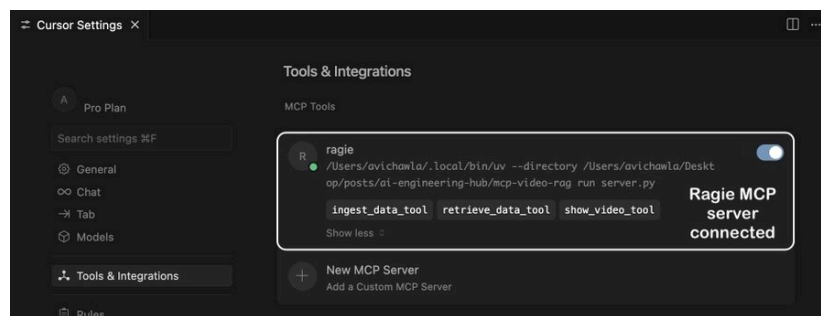 Cursor Settings ×
Tools & Integrations
A
Pro Plan
MCP Tools
Search settings ⌘F
General
Chat
Tab
Models
Tools & Integrations
Rules
R
ragie
/Users/avichawla/.local/bin/uv --directory /Users/avichawla/Deskt
op/posts/ai-engineering-hub/mcp-video-rag run server.py
ingest_data_tool retrieve_data_tool show_video_tool
Show less
Ragie MCP
server
connected
New MCP Server
Add a Custom MCP Server